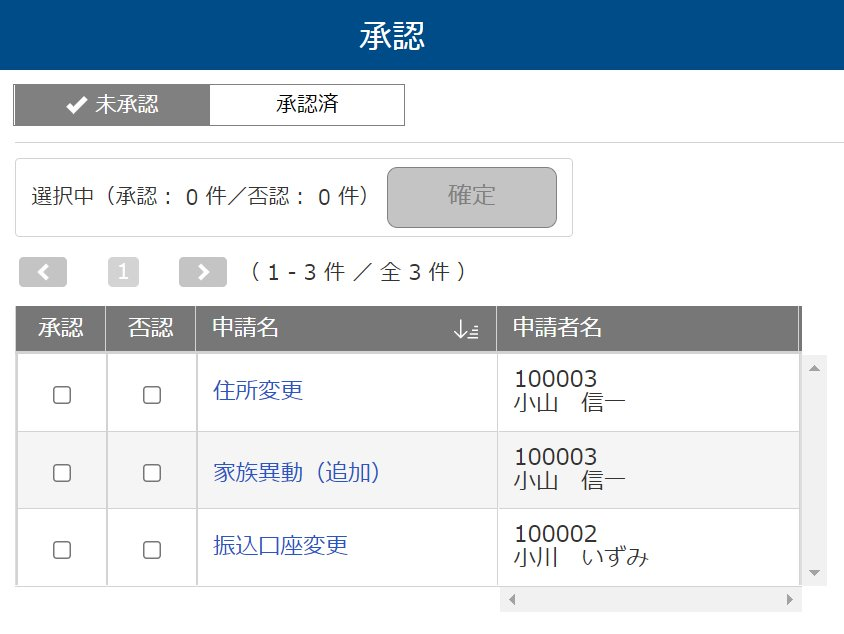 承認
未承認
承認済
選択中（承認： 0 件／否認： 0 件）
確定
1
（ 1 - 3 件 ／ 全 3 件 ）
承認 否認 申請名 申請者名
住所変更
100003
小山　信一
家族異動（追加）
100003
小山　信一
振込口座変更
100002
小川　いずみ